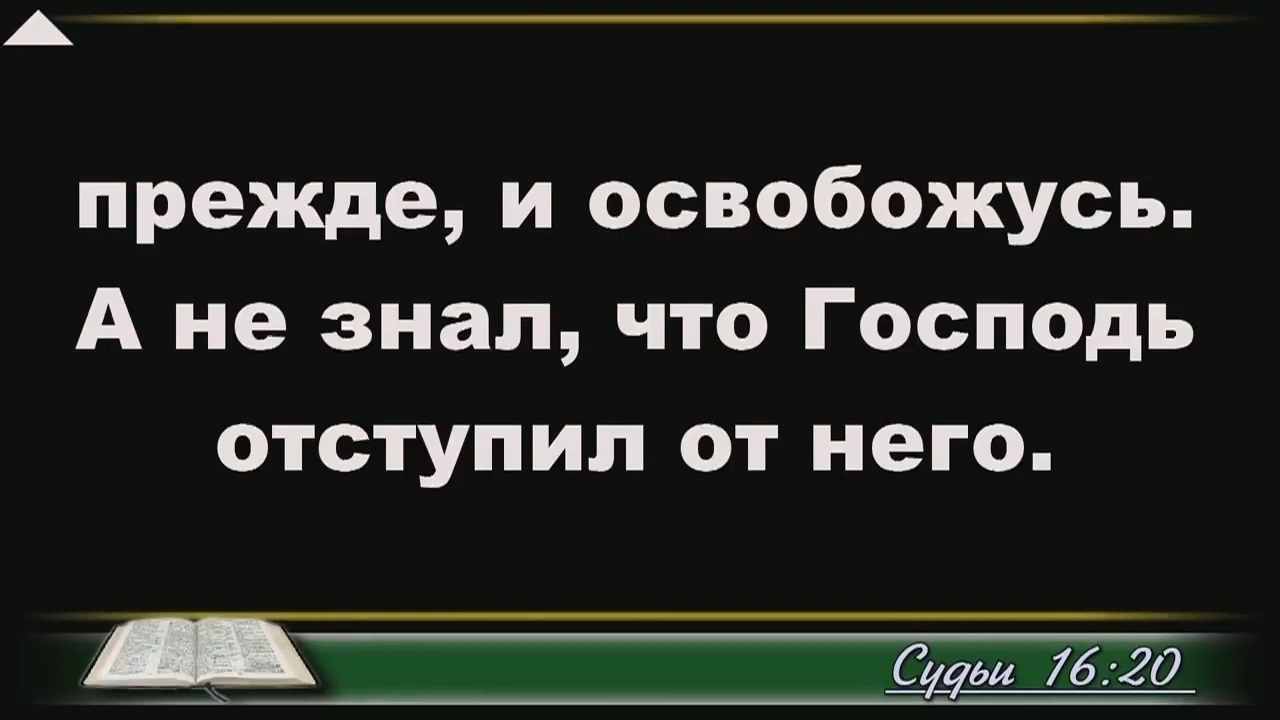 прежде, и освобожусь.
А не знал, что Господь
отступил от него.
Судьи 16:20